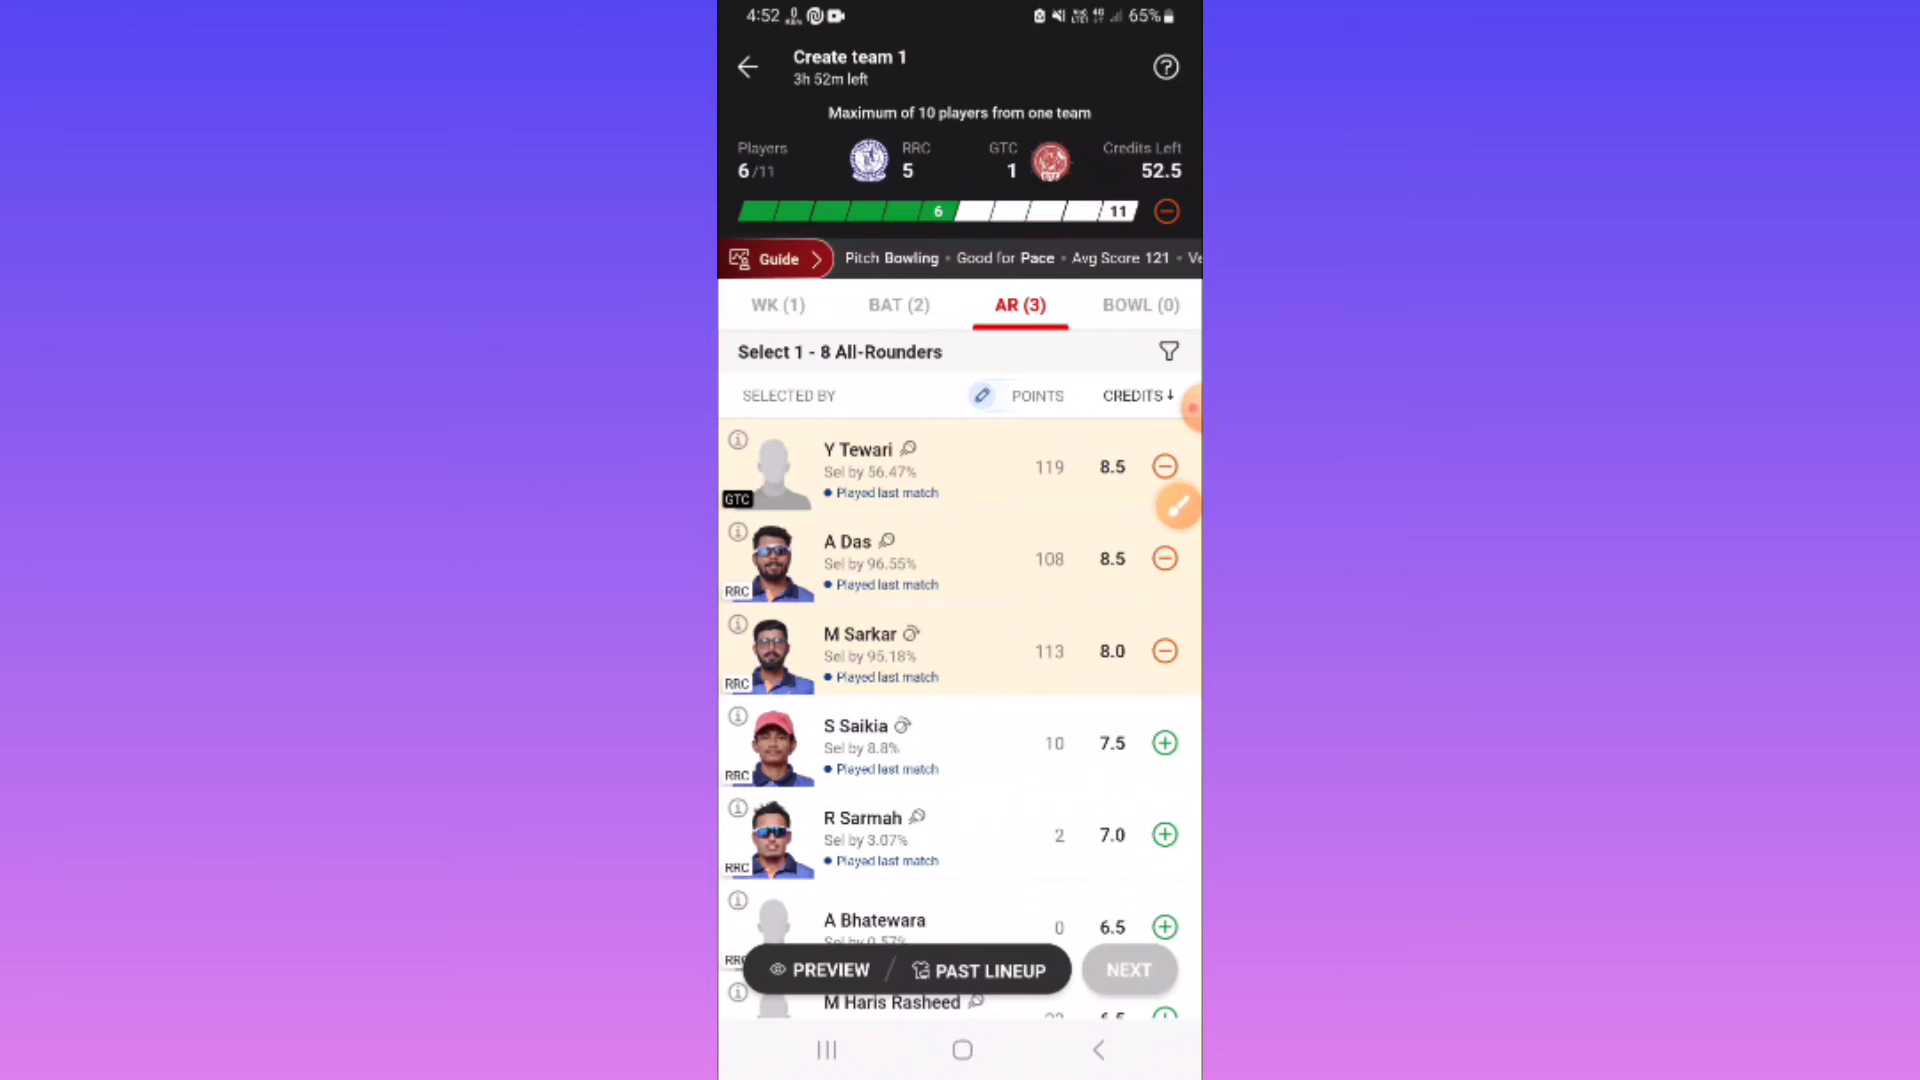 4:52 65%
Create team 1
3h 52m left
Maximum of 10 players from one team
Players RRC GTC Credits Left
6/11 5 1 52.5
6 11
Guide Pitch Bowling • Good for Pace • Avg Score 121 •
WK (1) BAT (2) AR (3) BOWL (0)
Select 1 - 8 All-Rounders
SELECTED BY POINTS CREDITS↓
Y Tewari
Sel by 56.47% 119 8.5
GTC • Played last match
A Das
Sel by 96.55% 108 8.5
RRC • Played last match
M Sarkar
Sel by 95.18% 113 8.0
RRC • Played last match
S Saikia
Sel by 8.8% 10 7.5
RRC • Played last match
R Sarmah
Sel by 3.07% 2 7.0
RRC • Played last match
A Bhatewara 0 6.5
Sel by 0.57%
PREVIEW / PAST LINEUP NEXT
M Haris Rasheed